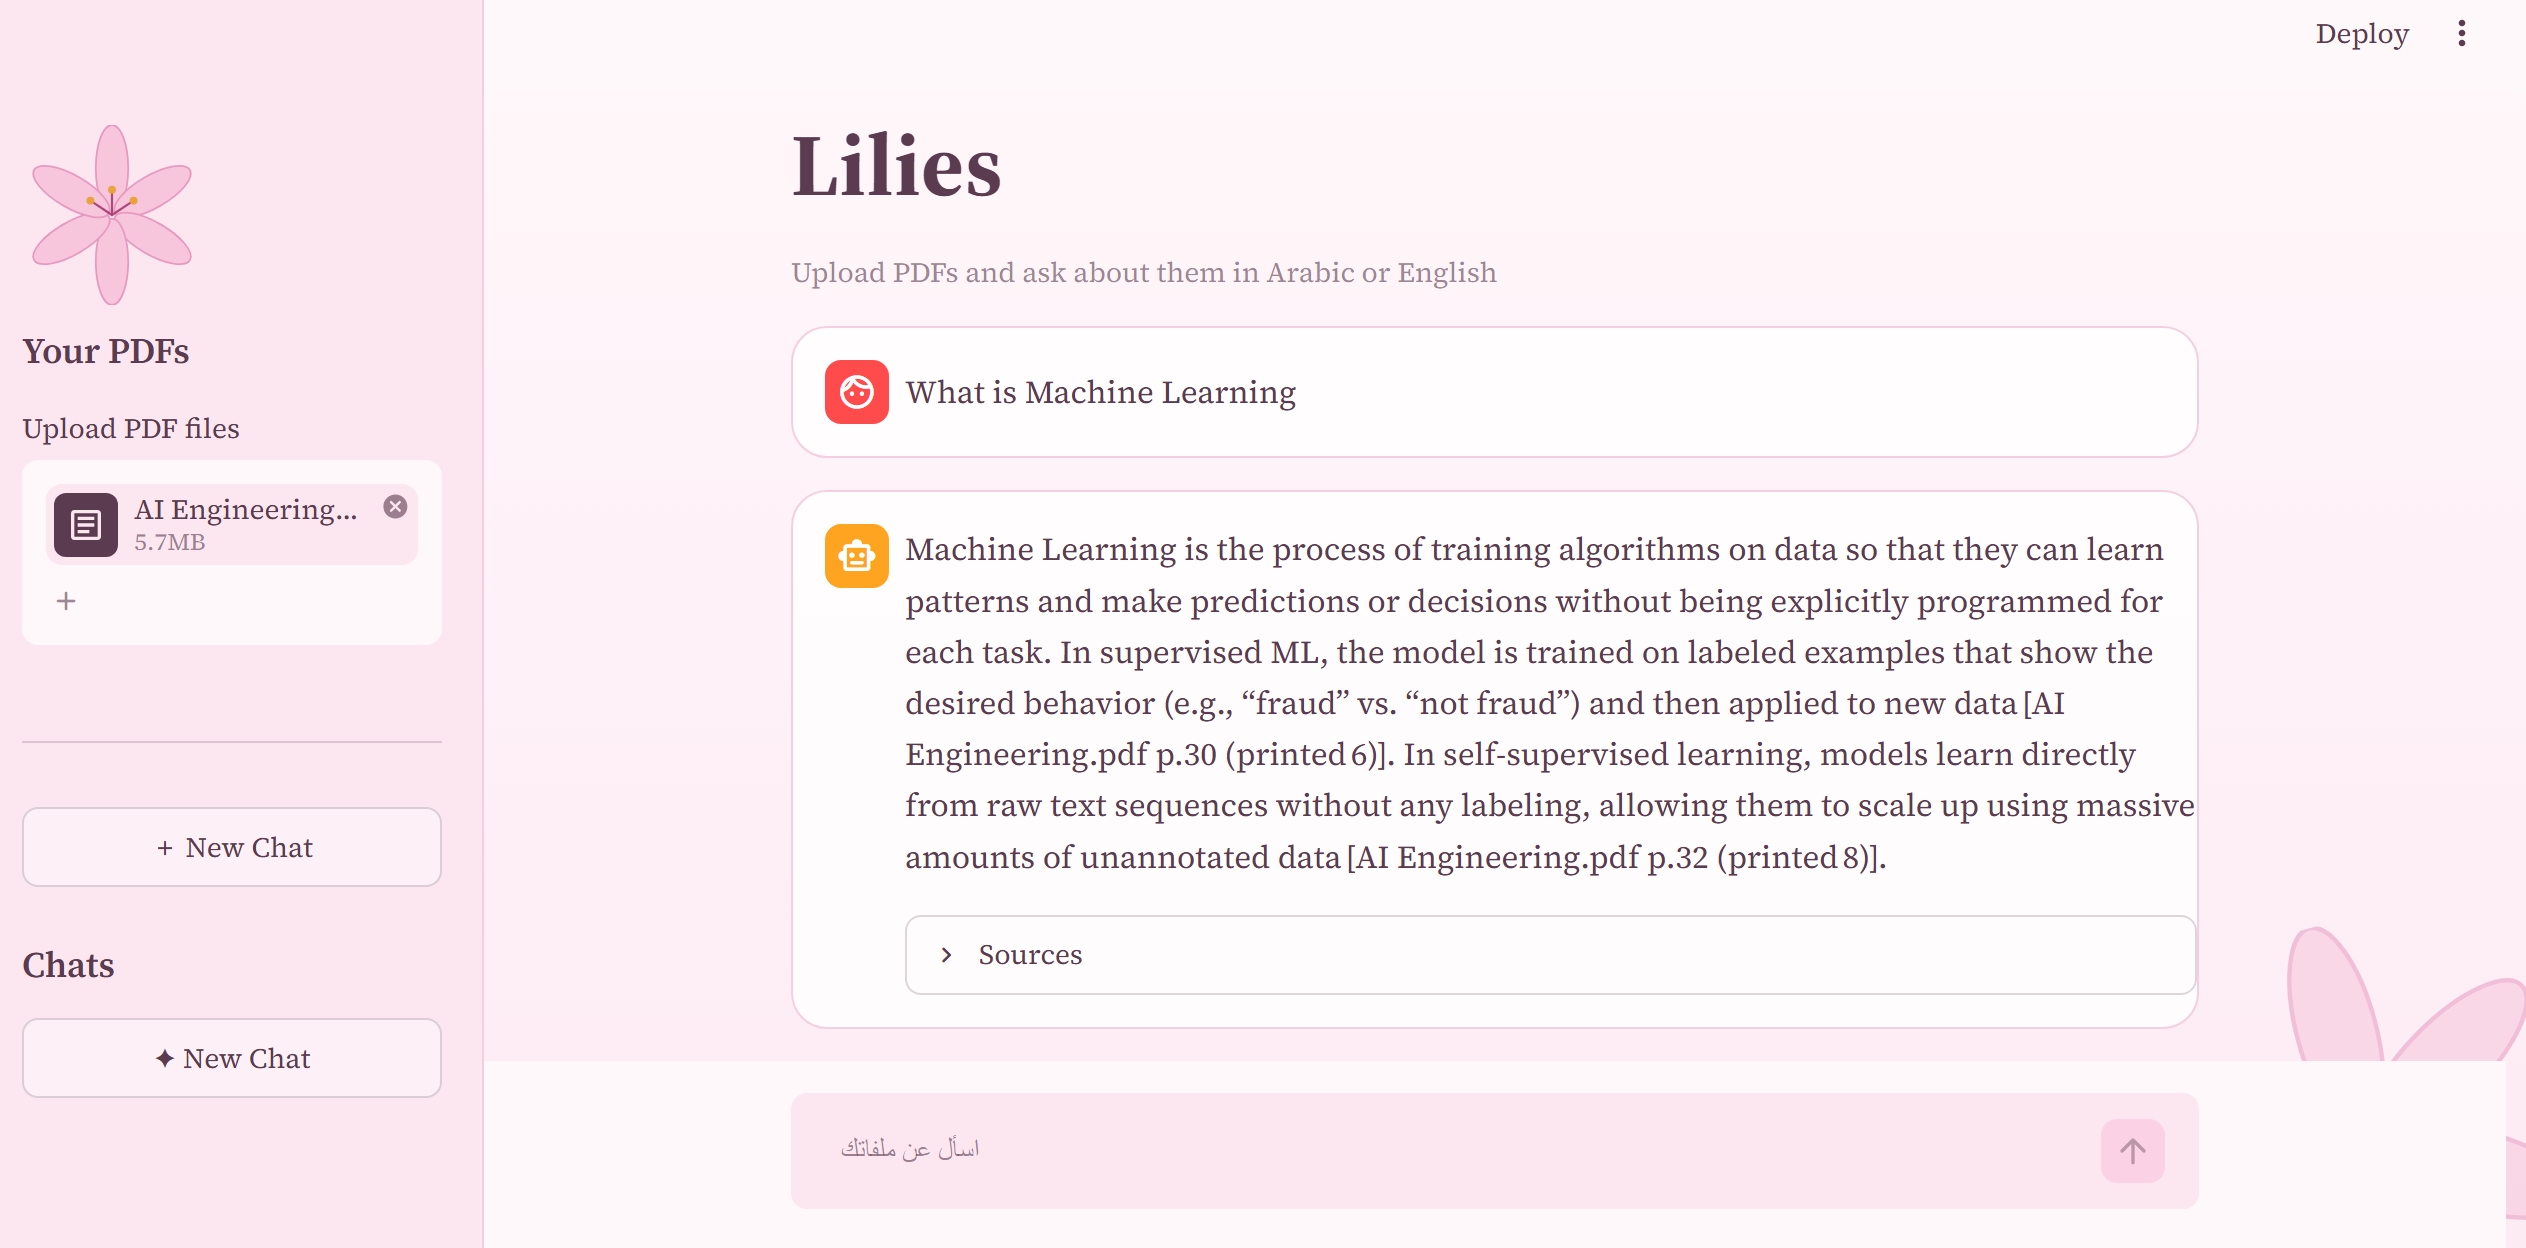 Deploy
Your PDFs
Upload PDF files
AI Engineering...
5.7MB
+
+ New Chat
Chats
✦ New Chat
Lilies
Upload PDFs and ask about them in Arabic or English
What is Machine Learning
Machine Learning is the process of training algorithms on data so that they can learn
patterns and make predictions or decisions without being explicitly programmed for
each task. In supervised ML, the model is trained on labeled examples that show the
desired behavior (e.g., “fraud” vs. “not fraud”) and then applied to new data [AI
Engineering.pdf p.30 (printed 6)]. In self-supervised learning, models learn directly
from raw text sequences without any labeling, allowing them to scale up using massive
amounts of unannotated data [AI Engineering.pdf p.32 (printed 8)].
Sources
اسأل عن ملفاتك